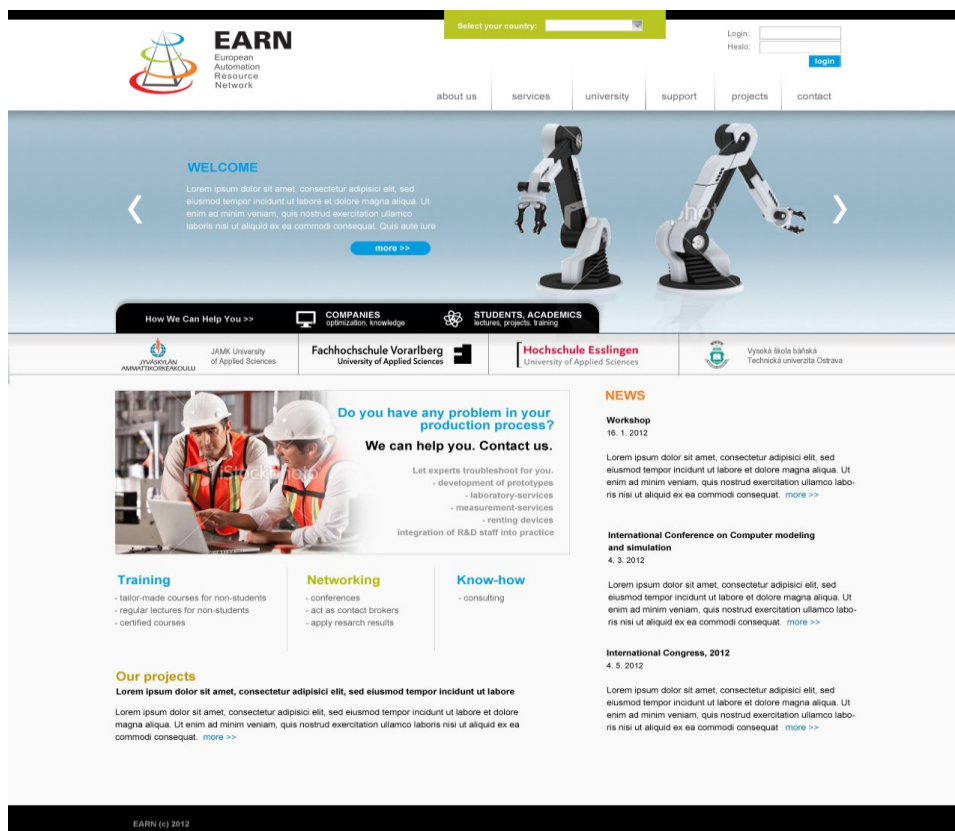 Select your country:
EARN
European
Automation
Resource
Network
Login:
Heslo:
login
about us
services
university
support
projects
contact
WELCOME
Lorem ipsum dolor sit amet, consectetur adipisici elit, sed
eiusmod tempor incidunt ut labore et dolore magna aliqua. Ut
enim ad minim veniam, quis nostrud exercitation ullamco
laboris nisi ut aliquid ex ea commodi consequat. Quis aute iure
more >>
How We Can Help You >>
COMPANIES
optimization, knowledge
STUDENTS, ACADEMICS
lectures, projects. training
JYVÄSKYLÄN
AMMATTIKORKEAKOULU
JAMK University
of Applied Sciences
Fachhochschule Vorarlberg
University of Applied Sciences
Hochschule Esslingen
University of Applied Sciences
Vysoká škola báňská
Technická univerzita Ostrava
Do you have any problem in your
production process?
We can help you. Contact us.
Let experts troubleshoot for you.
- development of prototypes
- laboratory-services
- measurement-services
- renting devices
integration of R&D staff into practice
iStockphoto
Training
- tailor-made courses for non-students
- regular lectures for non-students
- certified courses
Networking
- conferences
- act as contact brokers
- apply resarch results
Know-how
- consulting
Our projects
Lorem ipsum dolor sit amet, consectetur adipisici elit, sed eiusmod tempor incidunt ut labore
Lorem ipsum dolor sit amet, consectetur adipisici elit, sed eiusmod tempor incidunt ut labore et dolore
magna aliqua. Ut enim ad minim veniam, quis nostrud exercitation ullamco laboris nisi ut aliquid ex ea
commodi consequat. more >>
NEWS
Workshop
16. 1. 2012
Lorem ipsum dolor sit amet, consectetur adipisici elit, sed
eiusmod tempor incidunt ut labore et dolore magna aliqua. Ut
enim ad minim veniam, quis nostrud exercitation ullamco labo-
ris nisi ut aliquid ex ea commodi consequat. more >>
International Conference on Computer modeling
and simulation
4. 3. 2012
Lorem ipsum dolor sit amet, consectetur adipisici elit, sed
eiusmod tempor incidunt ut labore et dolore magna aliqua. Ut
enim ad minim veniam, quis nostrud exercitation ullamco labo-
ris nisi ut aliquid ex ea commodi consequat. more >>
International Congress, 2012
4. 5. 2012
Lorem ipsum dolor sit amet, consectetur adipisici elit, sed
eiusmod tempor incidunt ut labore et dolore magna aliqua. Ut
enim ad minim veniam, quis nostrud exercitation ullamco labo-
ris nisi ut aliquid ex ea commodi consequat more >>
EARN (c) 2012